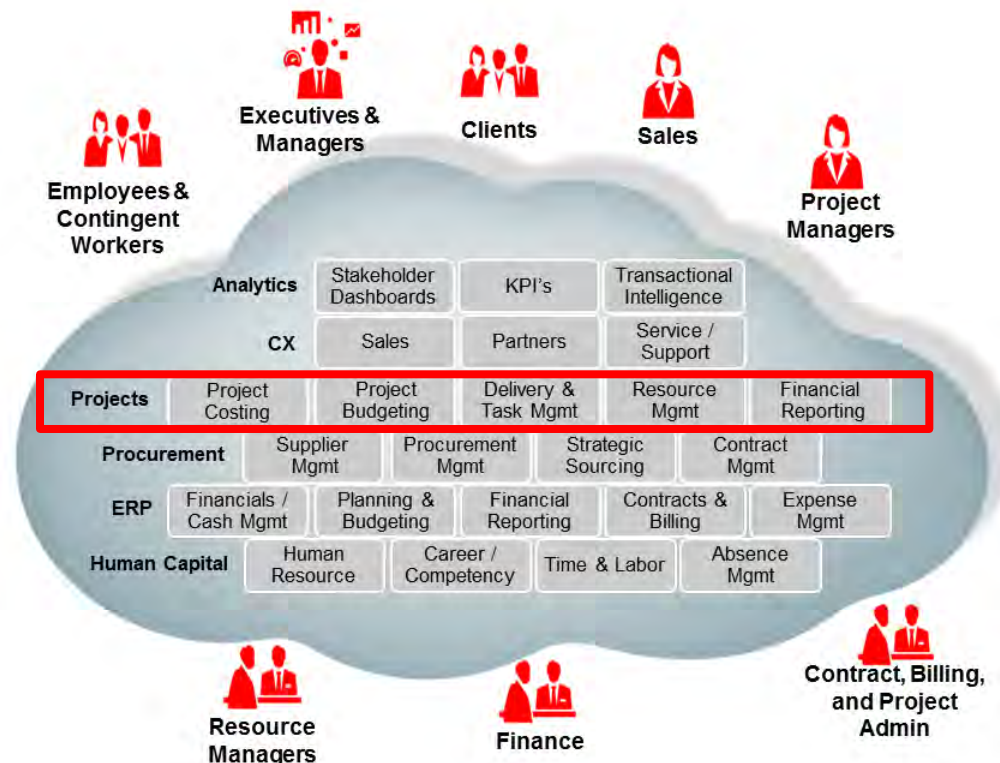 Executives &
Managers
Clients
Sales
Employees &
Contingent
Workers
Project
Managers
Analytics
Stakeholder
Dashboards
KPI's
Transactional
Intelligence
CX
Sales
Partners
Service /
Support
Projects
Project
Costing
Project
Budgeting
Delivery &
Task Mgmt
Resource
Mgmt
Financial
Reporting
Procurement
Supplier
Mgmt
Procurement
Mgmt
Strategic
Sourcing
Contract
Mgmt
ERP
Financials /
Cash Mgmt
Planning &
Budgeting
Financial
Reporting
Contracts &
Billing
Expense
Mgmt
Human Capital
Human
Resource
Career /
Competency
Time & Labor
Absence
Mgmt
Resource
Managers
Finance
Contract, Billing,
and Project
Admin